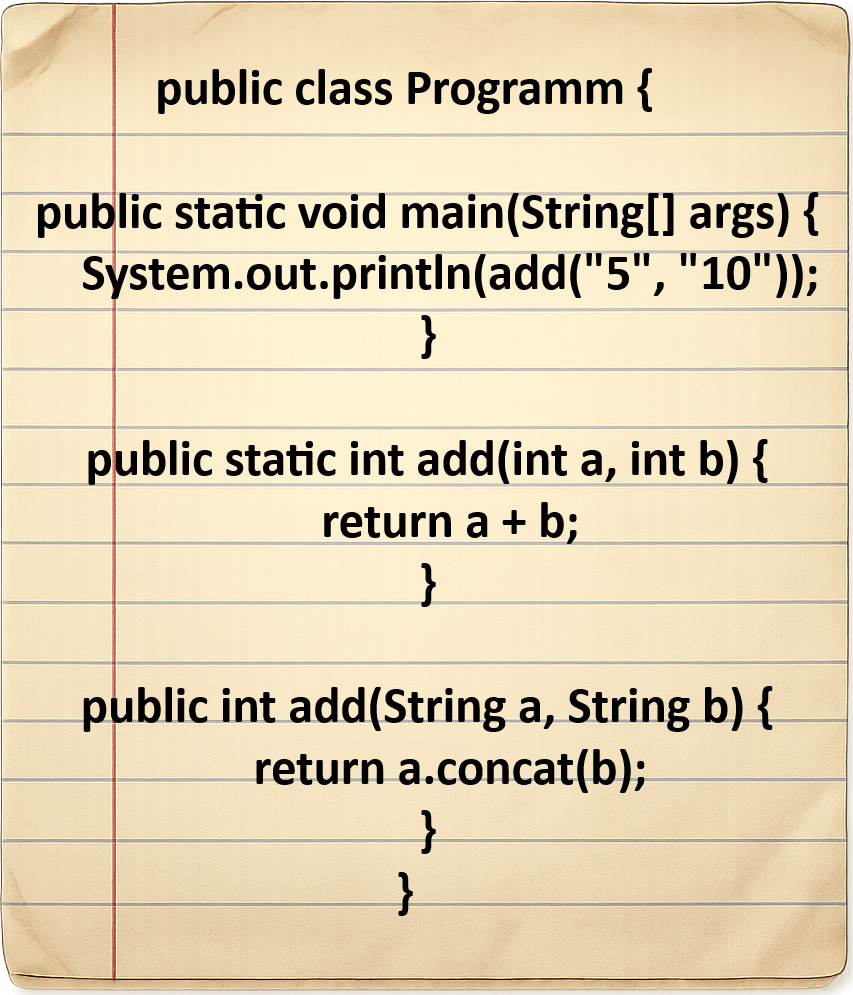 public class Programm {
public static void main(String[] args) {
System.out.println(add("5", "10"));
}
public static int add(int a, int b) {
return a + b;
}
public int add(String a, String b) {
return a.concat(b);
}
}